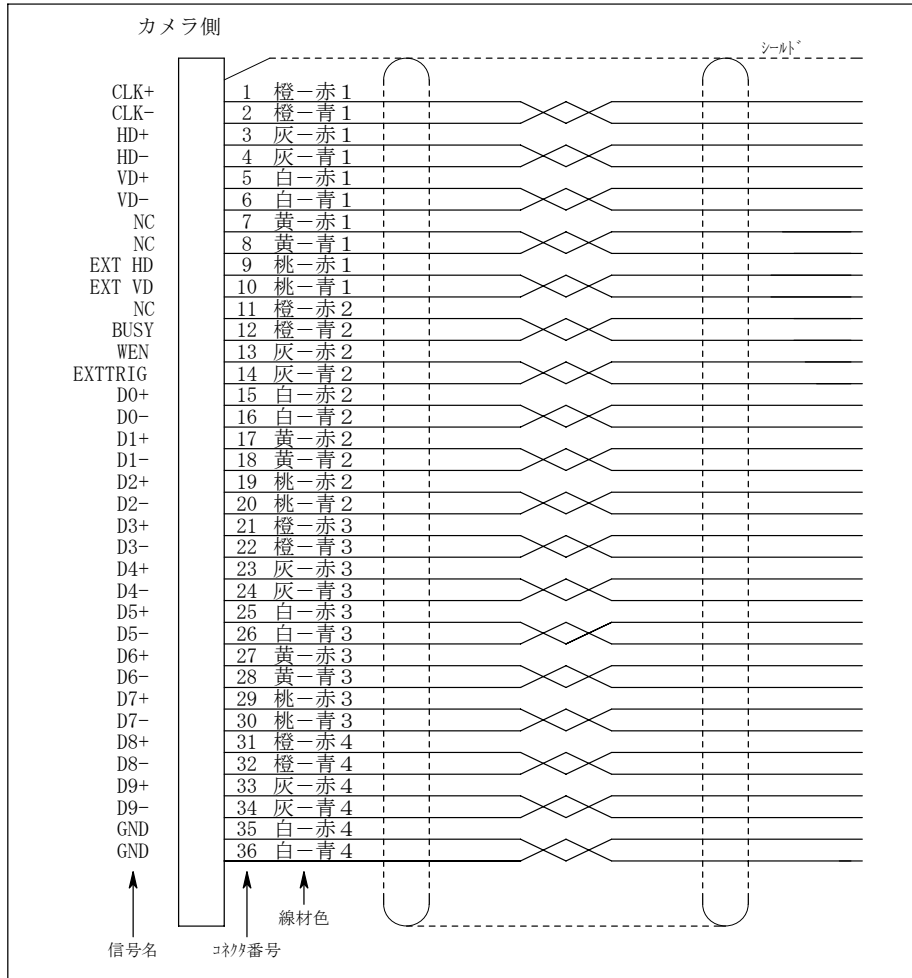 カメラ側
シールド
CLK+ 1 橙－赤1
CLK- 2 橙－青1
HD+ 3 灰－赤1
HD- 4 灰－青1
VD+ 5 白－赤1
VD- 6 白－青1
NC 7 黄－赤1
NC 8 黄－青1
EXT HD 9 桃－赤1
EXT VD 10 桃－青1
NC 11 橙－赤2
BUSY 12 橙－青2
WEN 13 灰－赤2
EXTTRIG 14 灰－青2
D0+ 15 白－赤2
D0- 16 白－青2
D1+ 17 黄－赤2
D1- 18 黄－青2
D2+ 19 桃－赤2
D2- 20 桃－青2
D3+ 21 橙－赤3
D3- 22 橙－青3
D4+ 23 灰－赤3
D4- 24 灰－青3
D5+ 25 白－赤3
D5- 26 白－青3
D6+ 27 黄－赤3
D6- 28 黄－青3
D7+ 29 桃－赤3
D7- 30 桃－青3
D8+ 31 橙－赤4
D8- 32 橙－青4
D9+ 33 灰－赤4
D9- 34 灰－青4
GND 35 白－赤4
GND 36 白－青4
線材色
信号名 コネクタ番号